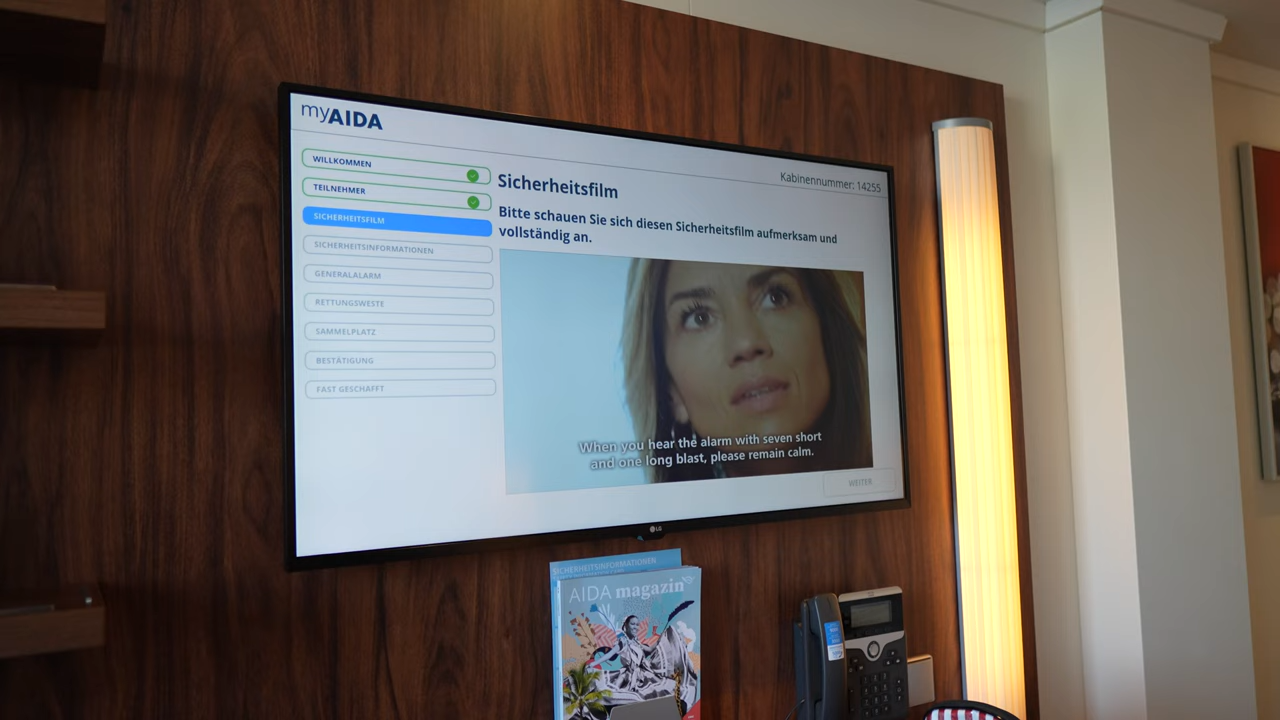 myAIDA
Kabinennummer: 14255
WILLKOMMEN
TEILNEHMER
SICHERHEITSFILM
SICHERHEITSINFORMATIONEN
GENERALALARM
RETTUNGSWESTE
SAMMELPLATZ
BESTÄTIGUNG
FAST GESCHAFFT
Sicherheitsfilm
Bitte schauen Sie sich diesen Sicherheitsfilm aufmerksam und
vollständig an.
When you hear the alarm with seven short
and one long blast, please remain calm.
WEITER
LG
SICHERHEITSINFORMATIONEN
AIDA magazin